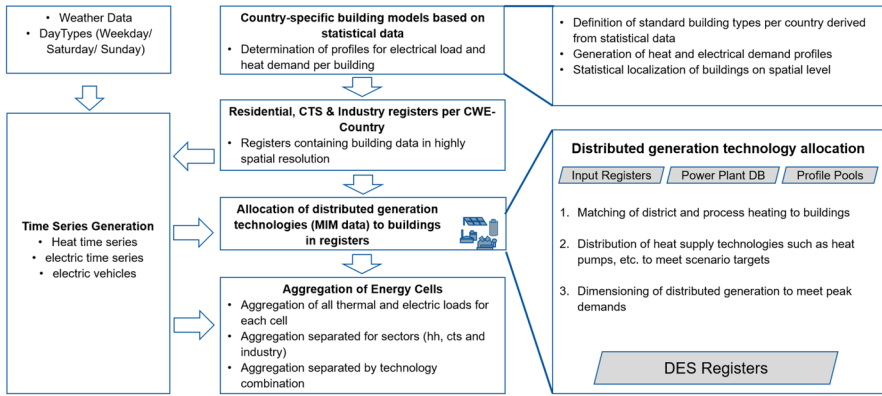 • Weather Data
• DayTypes (Weekday/
Saturday/ Sunday)
Country-specific building models based on
statistical data
• Determination of profiles for electrical load and
heat demand per building
• Definition of standard building types per country derived
from statistical data
• Generation of heat and electrical demand profiles
• Statistical localization of buildings on spatial level
Residential, CTS & Industry registers per CWE-
Country
• Registers containing building data in highly
spatial resolution
Time Series Generation
• Heat time series
• electric time series
• electric vehicles
Allocation of distributed generation
technologies (MIM data) to buildings
in registers
Aggregation of Energy Cells
• Aggregation of all thermal and electric loads for
each cell
• Aggregation separated for sectors (hh, cts and
industry)
• Aggregation separated by technology
combination
Distributed generation technology allocation
Input Registers
Power Plant DB
Profile Pools
1. Matching of district and process heating to buildings
2. Distribution of heat supply technologies such as heat
pumps, etc. to meet scenario targets
3. Dimensioning of distributed generation to meet peak
demands
DES Registers